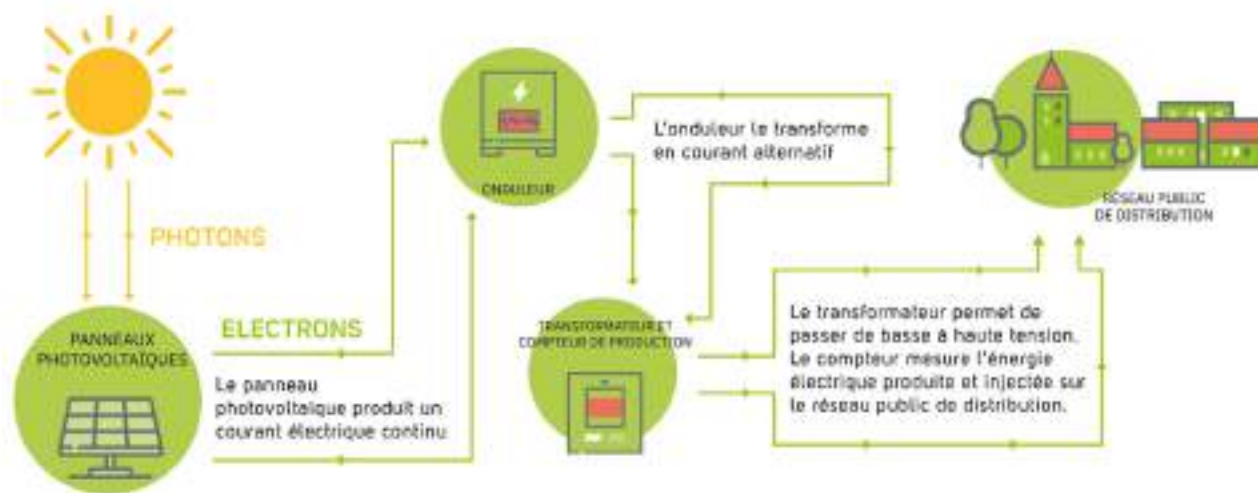 PHOTONS
PANNEAUX
PHOTOVOLTAÏQUES
ELECTRONS
Le panneau
photovoltaïque produit un
courant électrique continu
ONDULEUR
L'onduleur le transforme
en courant alternatif
TRANSFORMATEUR ET
COMPTEUR DE PRODUCTION
Le transformateur permet de
passer de basse à haute tension.
Le compteur mesure l'énergie
électrique produite et injectée sur
le réseau public de distribution.
RÉSEAU PUBLIC
DE DISTRIBUTION